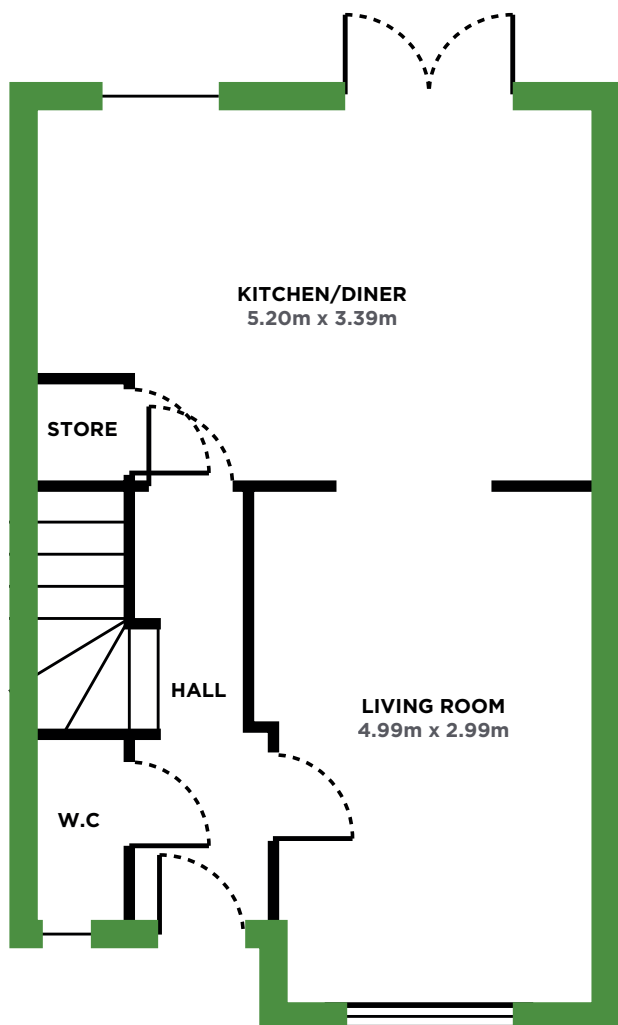 KITCHEN/DINER
5.20m x 3.39m
STORE
HALL
LIVING ROOM
4.99m x 2.99m
W.C